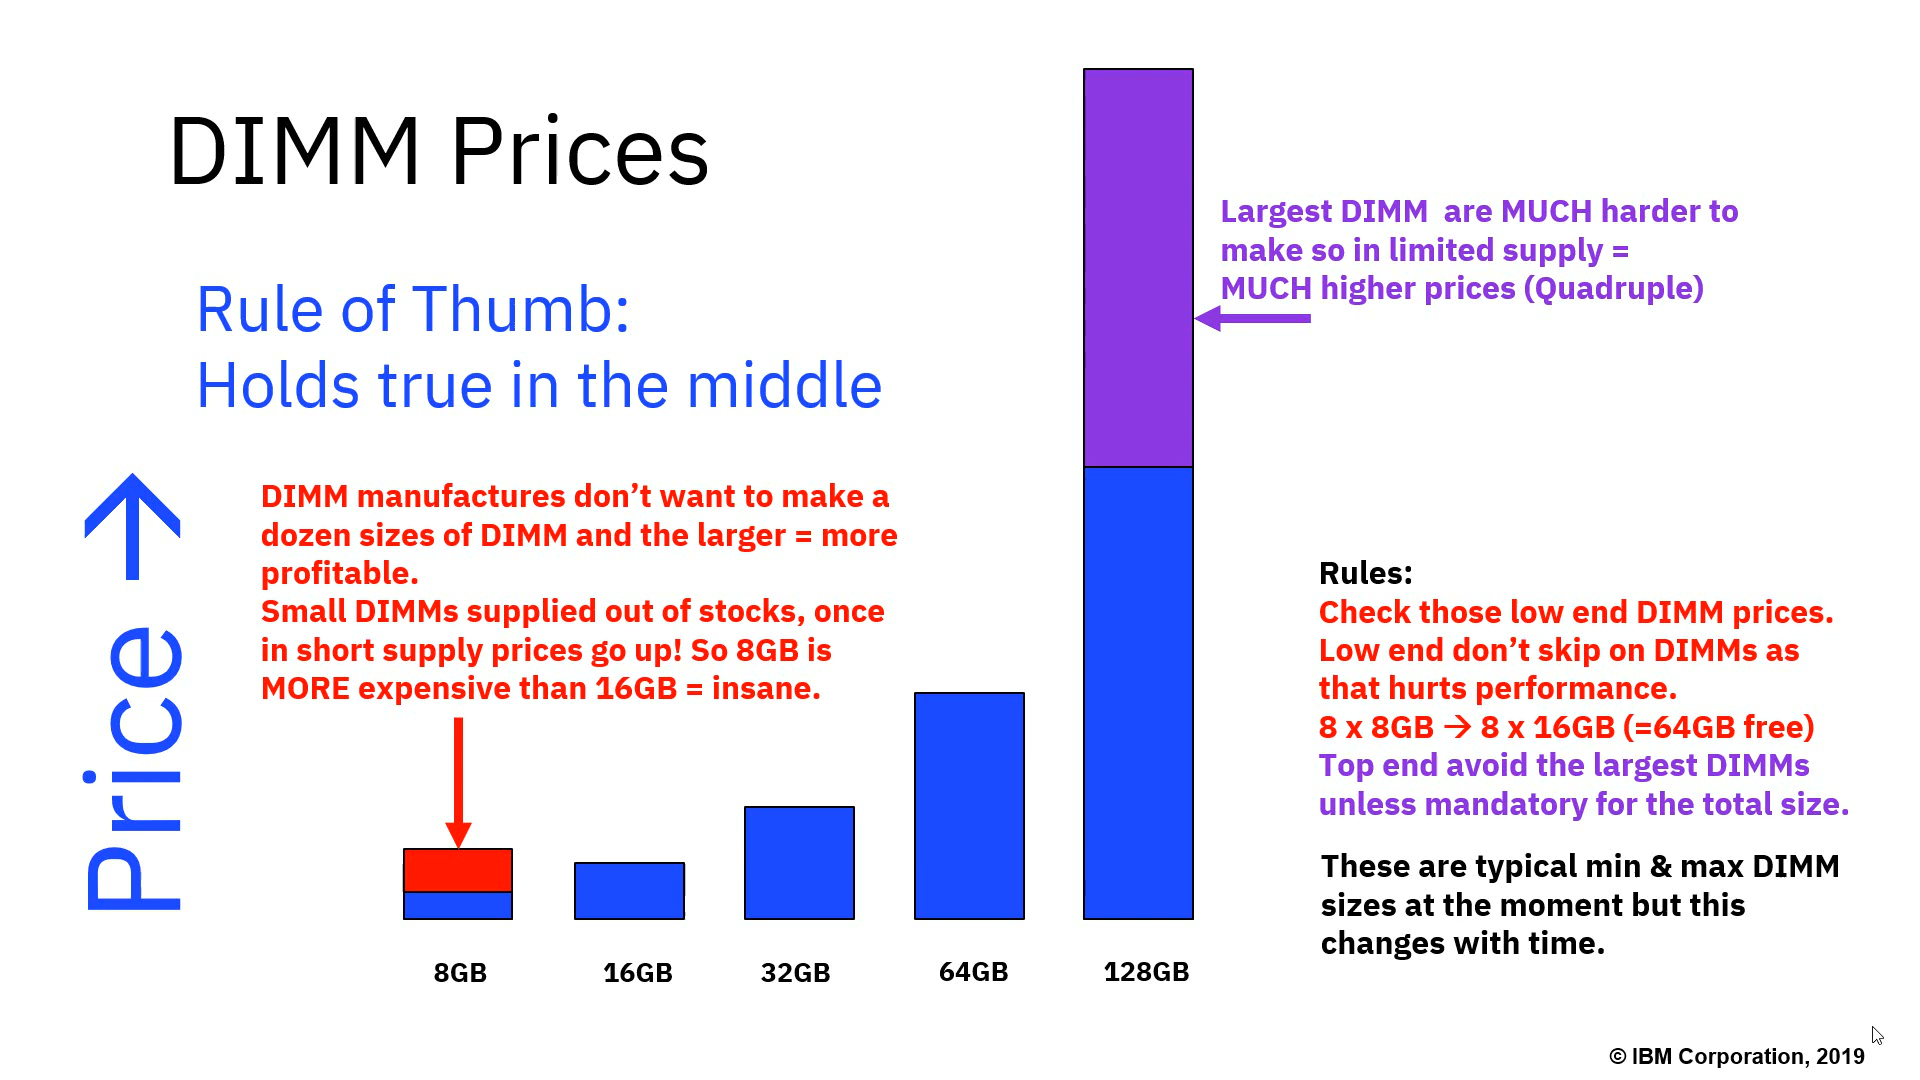 DIMM Prices
Rule of Thumb:
Holds true in the middle
Largest DIMM  are MUCH harder to
make so in limited supply =
MUCH higher prices (Quadruple)
Price →
DIMM manufactures don’t want to make a
dozen sizes of DIMM and the larger = more
profitable.
Small DIMMs supplied out of stocks, once
in short supply prices go up! So 8GB is
MORE expensive than 16GB = insane.
Rules:
Check those low end DIMM prices.
Low end don’t skip on DIMMs as
that hurts performance.
8 x 8GB → 8 x 16GB (=64GB free)
Top end avoid the largest DIMMs
unless mandatory for the total size.
These are typical min & max DIMM
sizes at the moment but this
changes with time.
8GB
16GB
32GB
64GB
128GB
© IBM Corporation, 2019